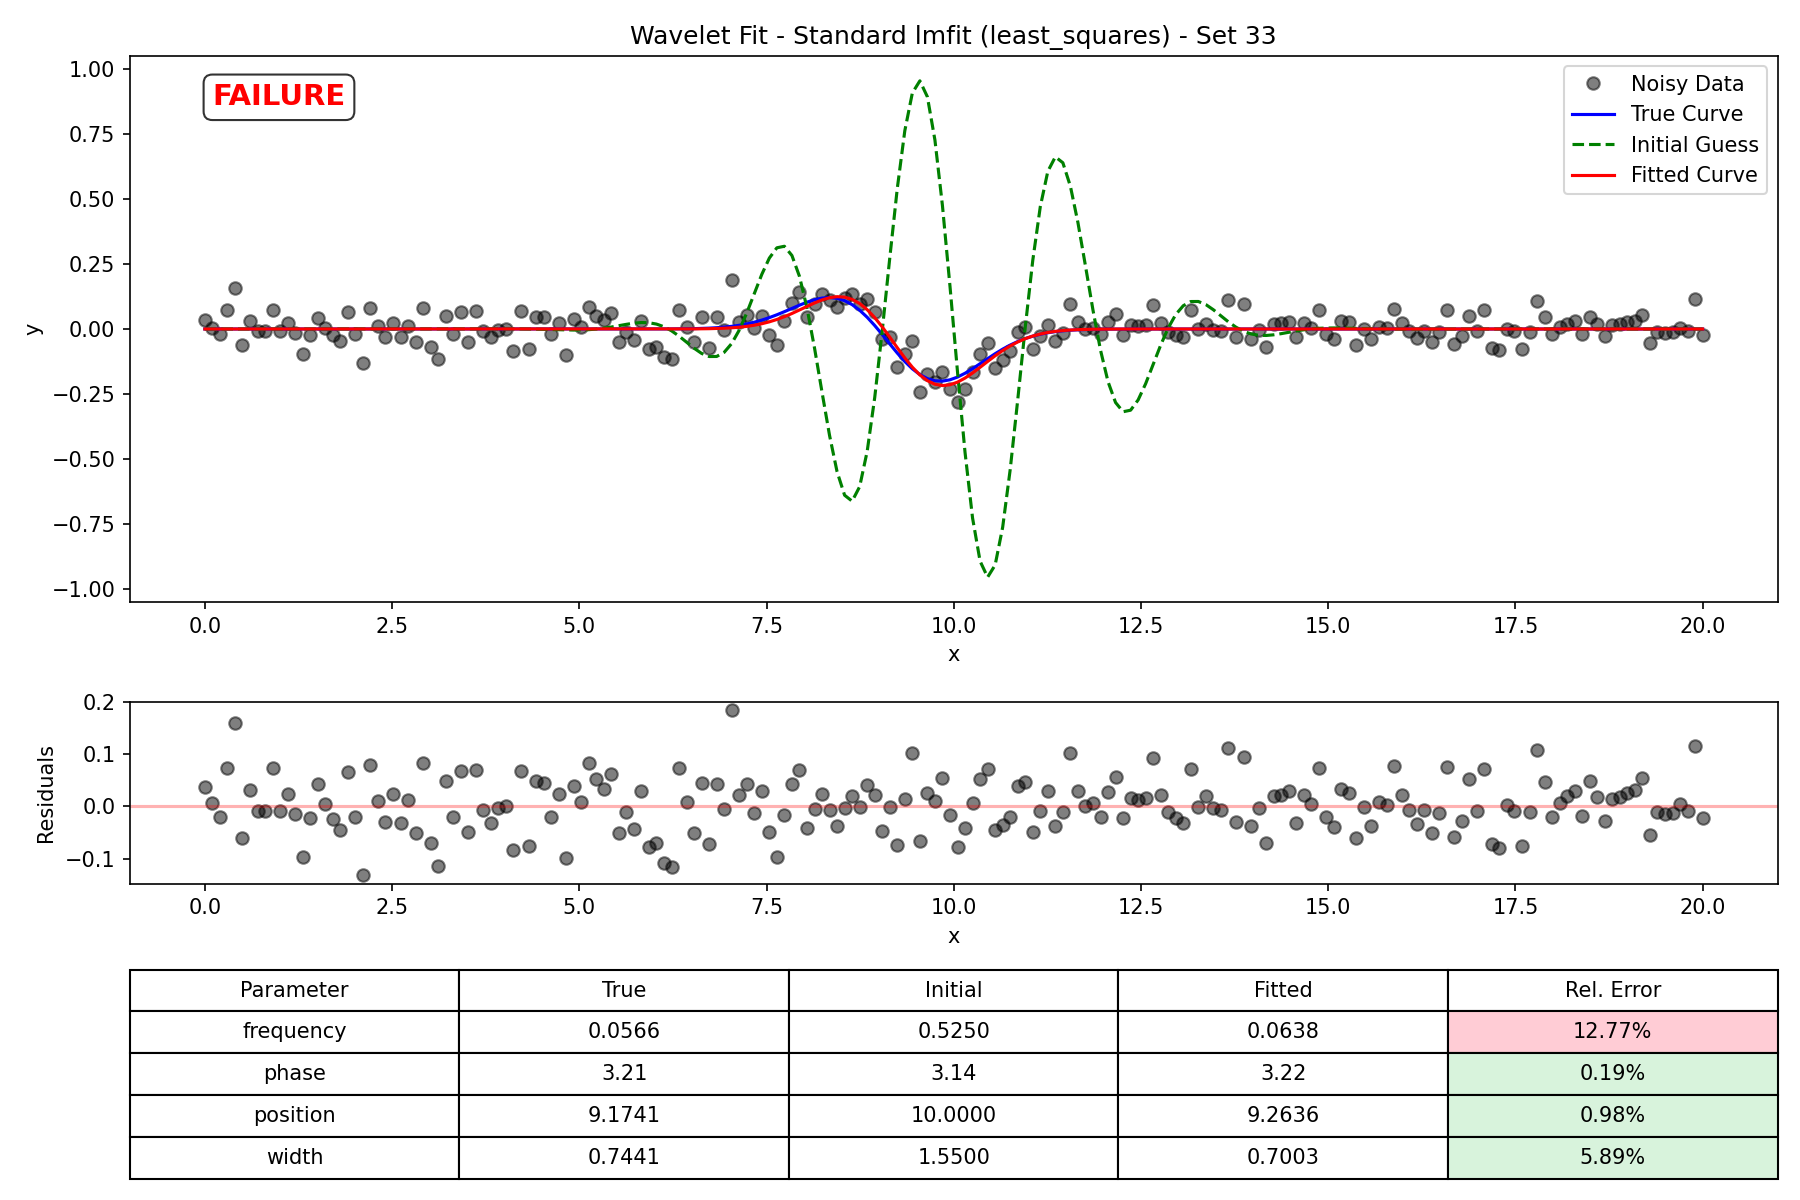 Wavelet Fit - Standard lmfit (least_squares) - Set 33
FAILURE
Noisy Data
True Curve
Initial Guess
Fitted Curve
1.00
0.75
0.50
0.25
0.00
−0.25
−0.50
−0.75
−1.00
y
0.0 2.5 5.0 7.5 10.0 12.5 15.0 17.5 20.0
x
0.2
0.1
0.0
−0.1
Residuals
0.0 2.5 5.0 7.5 10.0 12.5 15.0 17.5 20.0
x
Parameter True Initial Fitted Rel. Error
frequency 0.0566 0.5250 0.0638 12.77%
phase 3.21 3.14 3.22 0.19%
position 9.1741 10.0000 9.2636 0.98%
width 0.7441 1.5500 0.7003 5.89%